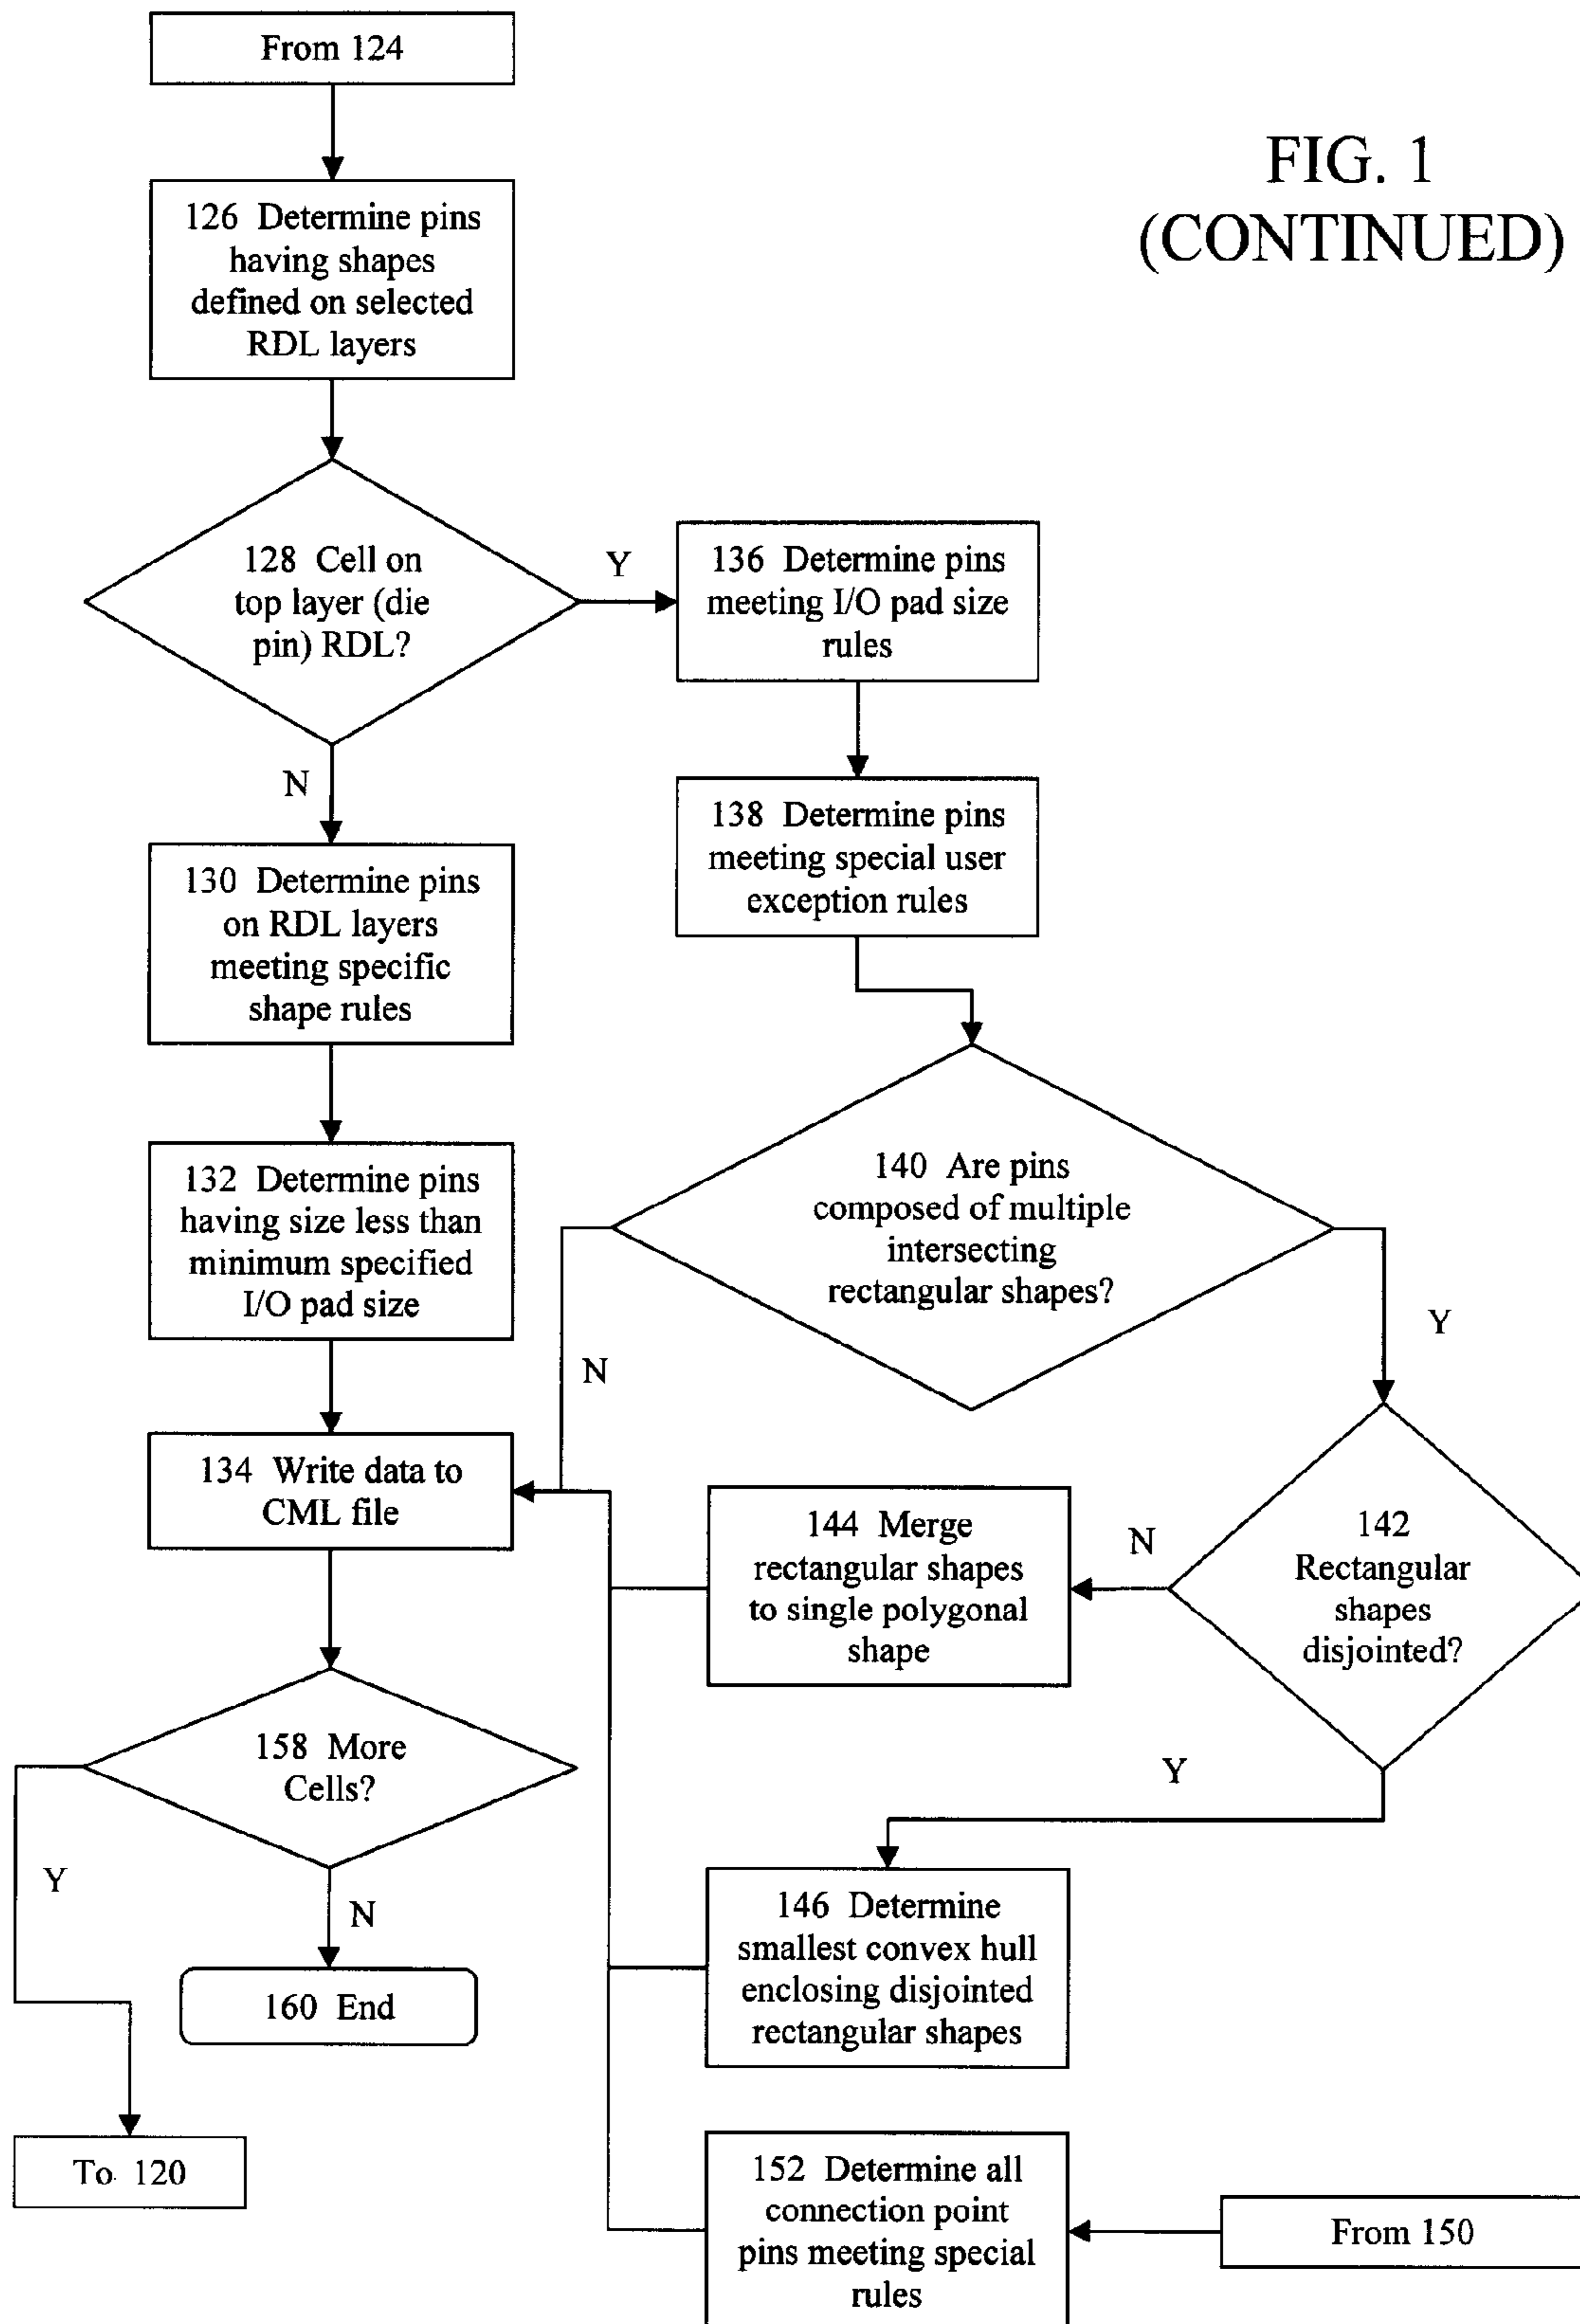 From 124
FIG. 1
(CONTINUED)
126 Determine pins
having shapes
defined on selected
RDL layers
128 Cell on
top layer (die
pin) RDL?
Y
136 Determine pins
meeting I/O pad size
rules
N
138 Determine pins
meeting special user
exception rules
130 Determine pins
on RDL layers
meeting specific
shape rules
132 Determine pins
having size less than
minimum specified
I/O pad size
140 Are pins
composed of multiple
intersecting
rectangular shapes?
Y
N
134 Write data to
CML file
144 Merge
rectangular shapes
to single polygonal
shape
N
142
Rectangular
shapes
disjointed?
Y
158 More
Cells?
Y
N
160 End
146 Determine
smallest convex hull
enclosing disjointed
rectangular shapes
To 120
152 Determine all
connection point
pins meeting special
rules
From 150